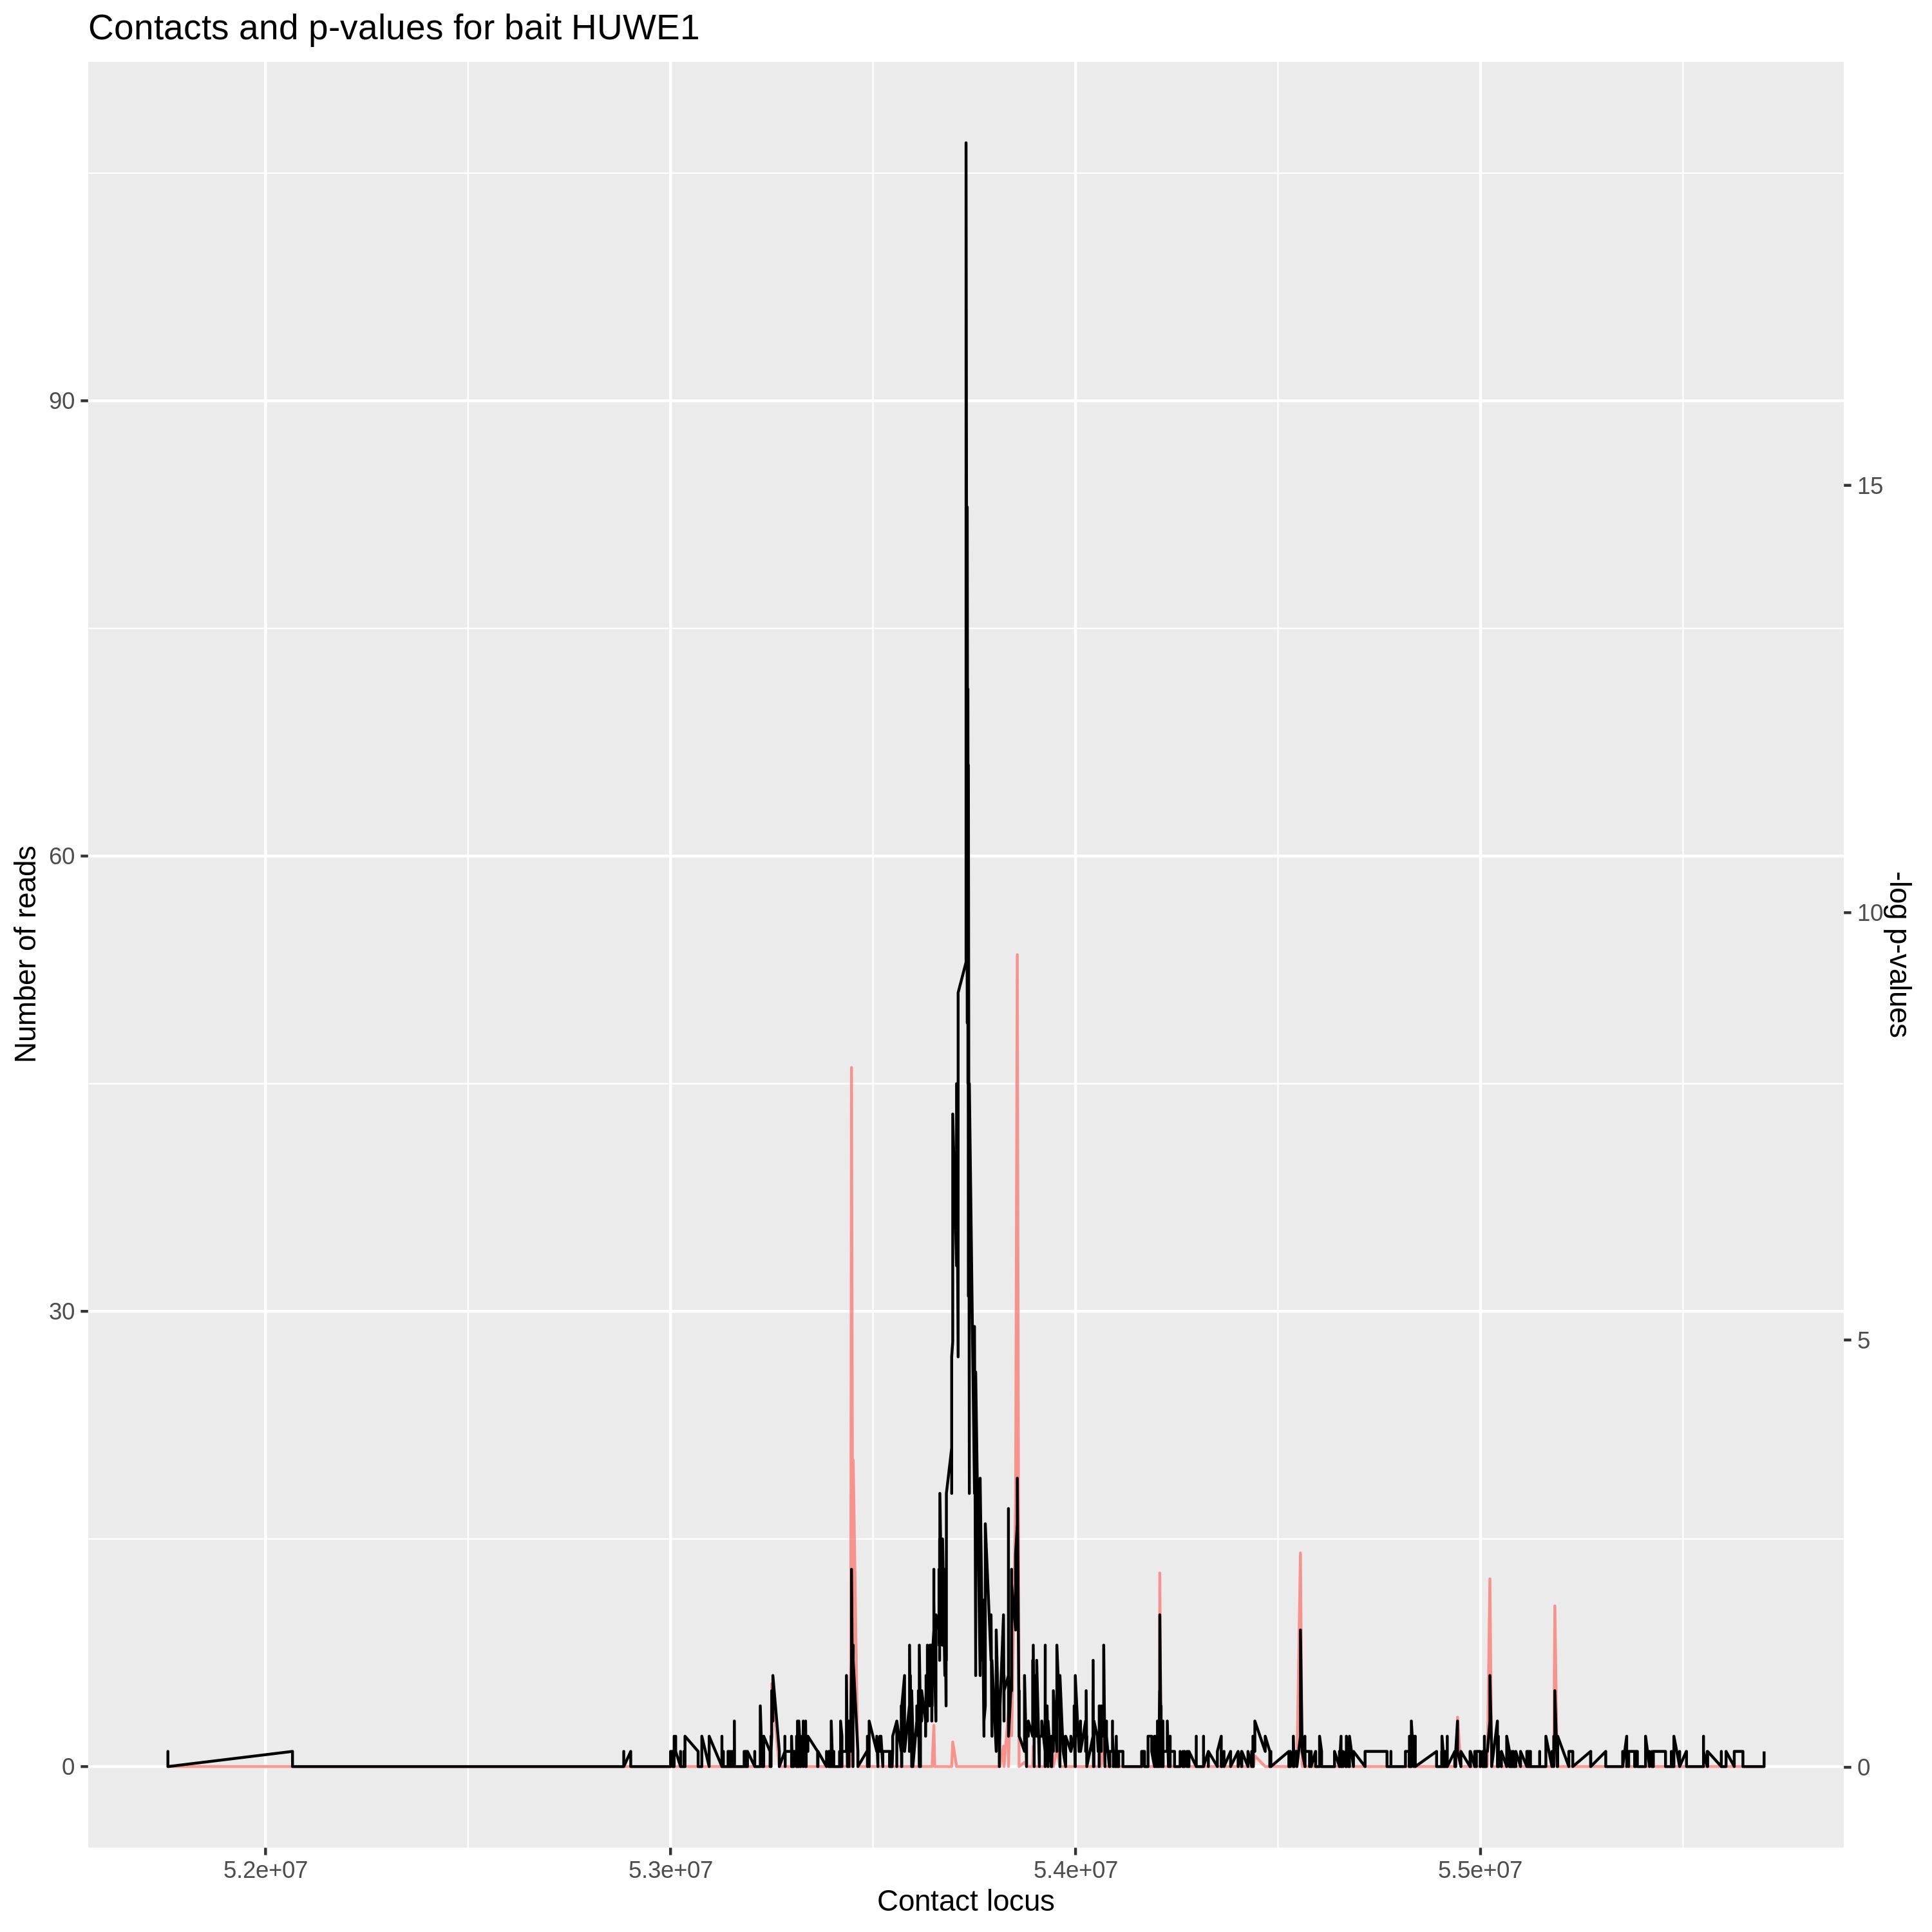 Contacts and p-values for bait HUWE1
Number of reads
90
60
30
0
15
10
5
0
-log p-values
5.2e+07
5.3e+07
5.4e+07
5.5e+07
Contact locus